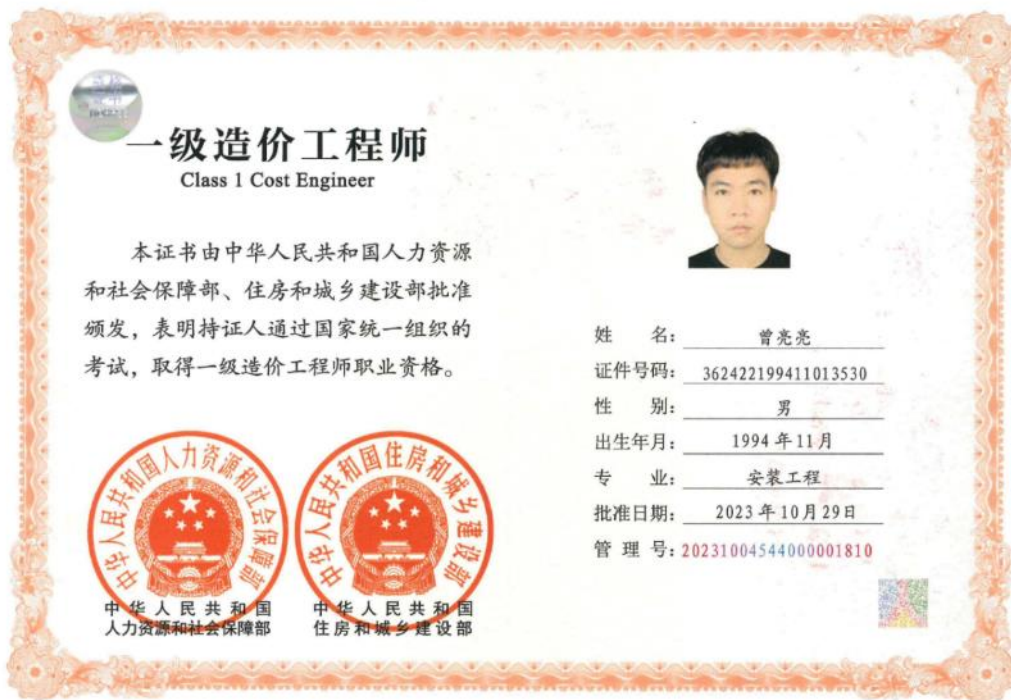 一级造价工程师
Class 1 Cost Engineer
本证书由中华人民共和国人力资源
和社会保障部、住房和城乡建设部批准
颁发，表明持证人通过国家统一组织的
考试，取得一级造价工程师职业资格。
中华人民共和国人力资源和社会保障部
中华人民共和国住房和城乡建设部
中华人民共和国
人力资源和社会保障部
中华人民共和国
住房和城乡建设部
姓 名：曾亮亮
证件号码：362422199411013530
性 别：男
出生年月：1994年11月
专 业：安装工程
批准日期：2023年10月29日
管 理 号：20231004544000001810